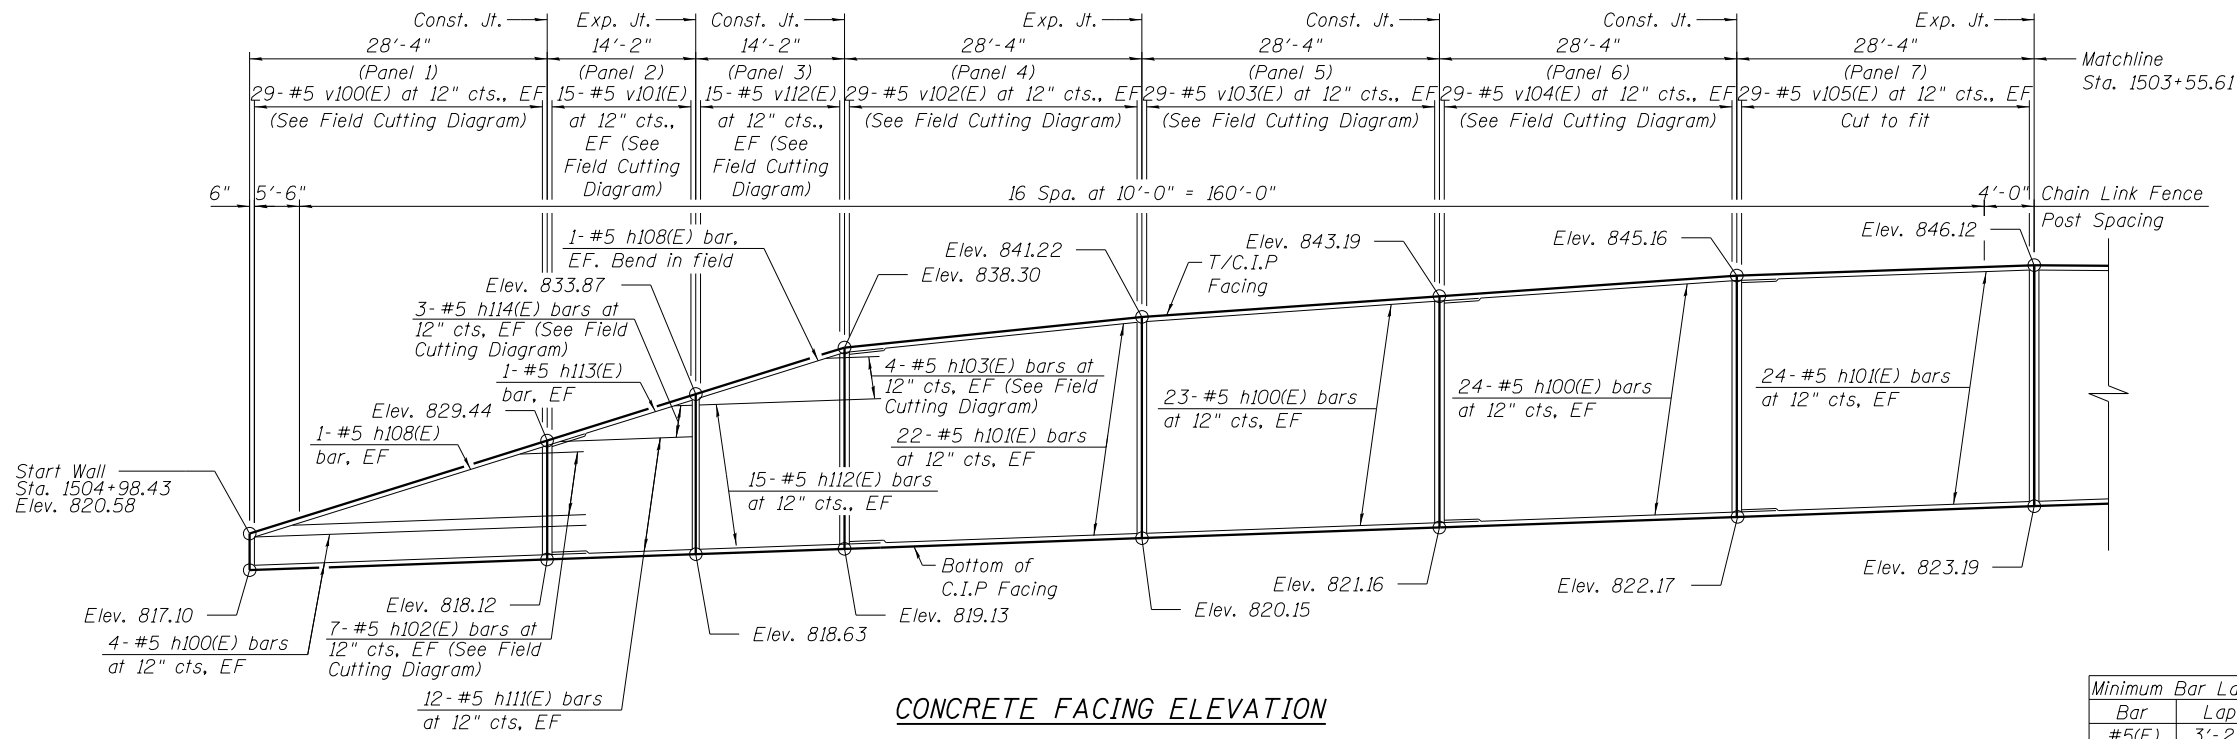 Const. Jt.
Exp. Jt.
Const. Jt.
Exp. Jt.
Const. Jt.
Const. Jt.
Exp. Jt.
28'-4"
14'-2"
14'-2"
28'-4"
28'-4"
28'-4"
28'-4"
Matchline
Sta. 1503+55.61
(Panel 1)
(Panel 2)
(Panel 3)
(Panel 4)
(Panel 5)
(Panel 6)
(Panel 7)
29-#5 v100(E) at 12" cts., EF
(See Field Cutting Diagram)
15-#5 v101(E)
at 12" cts.,
EF (See
Field Cutting
Diagram)
15-#5 v112(E)
at 12" cts.,
EF (See
Field Cutting
Diagram)
29-#5 v102(E) at 12" cts., EF
(See Field Cutting Diagram)
29-#5 v103(E) at 12" cts., EF
(See Field Cutting Diagram)
29-#5 v104(E) at 12" cts., EF
(See Field Cutting Diagram)
29-#5 v105(E) at 12" cts., EF
Cut to fit
6"
5'-6"
16 Spa. at 10'-0" = 160'-0"
4'-0"
Chain Link Fence
Post Spacing
1-#5 h108(E) bar,
EF. Bend in field
Elev. 841.22
Elev. 838.30
Elev. 843.19
T/C.I.P
Facing
Elev. 845.16
Elev. 846.12
Elev. 833.87
3-#5 h114(E) bars at
12" cts, EF (See Field
Cutting Diagram)
1-#5 h113(E)
bar, EF
Elev. 829.44
1-#5 h108(E)
bar, EF
4-#5 h103(E) bars at
12" cts, EF (See Field
Cutting Diagram)
22-#5 h101(E) bars
at 12" cts, EF
23-#5 h100(E) bars
at 12" cts, EF
24-#5 h100(E) bars
at 12" cts, EF
24-#5 h101(E) bars
at 12" cts, EF
Start Wall
Sta. 1504+98.43
Elev. 820.58
15-#5 h112(E) bars
at 12" cts., EF
Bottom of
C.I.P Facing
Elev. 817.10
Elev. 818.12
Elev. 818.63
Elev. 819.13
Elev. 820.15
Elev. 821.16
Elev. 822.17
Elev. 823.19
4-#5 h100(E) bars
at 12" cts, EF
7-#5 h102(E) bars at
12" cts, EF (See Field
Cutting Diagram)
12-#5 h111(E) bars
at 12" cts, EF
CONCRETE FACING ELEVATION
Minimum Bar La
Bar
Lap
#5(E)
3'-2